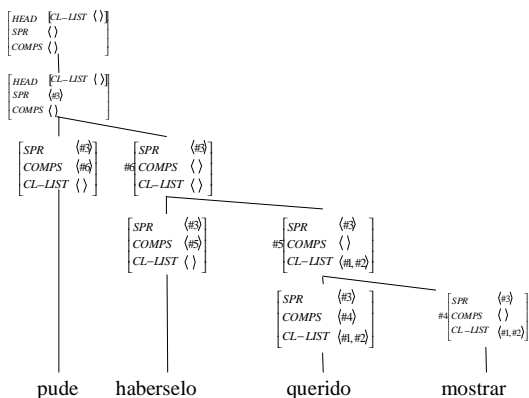 HEAD [CL–LIST ⟨ ⟩]
SPR ⟨ ⟩
COMPS ⟨ ⟩
HEAD [CL–LIST ⟨ ⟩]
SPR ⟨#3⟩
COMPS ⟨ ⟩
SPR ⟨#3⟩
COMPS ⟨#6⟩
CL–LIST ⟨ ⟩
SPR ⟨#3⟩
#6 COMPS ⟨ ⟩
CL–LIST ⟨ ⟩
SPR ⟨#3⟩
COMPS ⟨#5⟩
CL–LIST ⟨ ⟩
SPR ⟨#3⟩
#5 COMPS ⟨ ⟩
CL–LIST ⟨#1, #2⟩
SPR ⟨#3⟩
COMPS ⟨#4⟩
CL–LIST ⟨#1, #2⟩
SPR ⟨#3⟩
#4 COMPS ⟨ ⟩
CL–LIST ⟨#1, #2⟩
pude haberselo querido mostrar